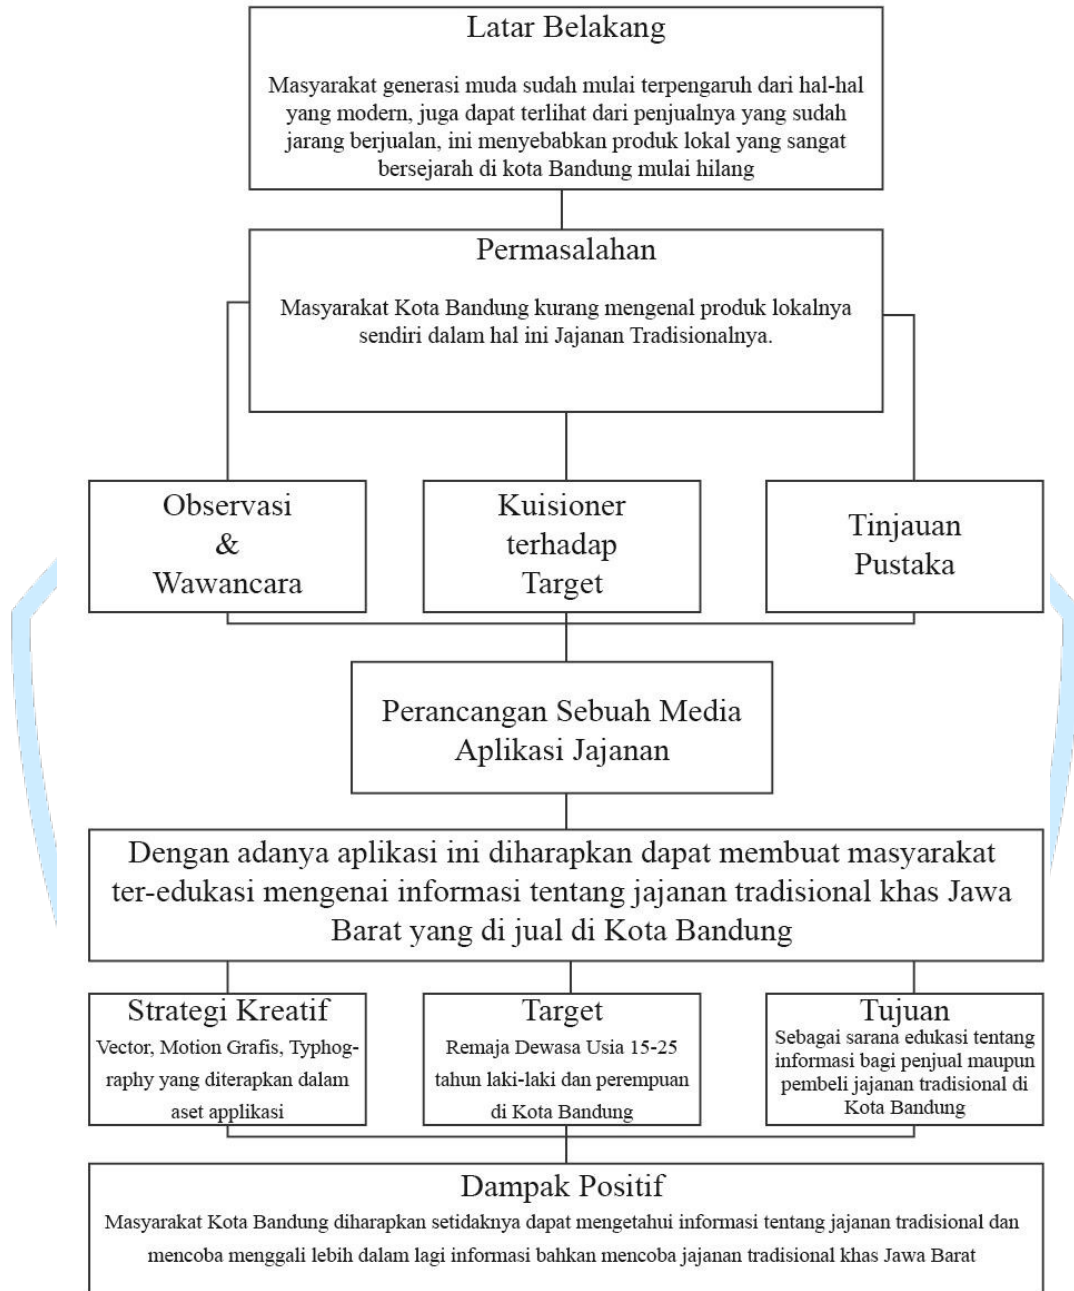 Latar Belakang
Masyarakat generasi muda sudah mulai terpengaruh dari hal-hal
yang modern, juga dapat terlihat dari penjualnya yang sudah
jarang berjualan, ini menyebabkan produk lokal yang sangat
bersejarah di kota Bandung mulai hilang
Permasalahan
Masyarakat Kota Bandung kurang mengenal produk lokalnya
sendiri dalam hal ini Jajanan Tradisionalnya.
Observasi
&
Wawancara
Kuisioner
terhadap
Target
Tinjauan
Pustaka
Perancangan Sebuah Media
Aplikasi Jajanan
Dengan adanya aplikasi ini diharapkan dapat membuat masyarakat
ter-edukasi mengenai informasi tentang jajanan tradisional khas Jawa
Barat yang di jual di Kota Bandung
Strategi Kreatif
Vector, Motion Grafis, Typhog-
raphy yang diterapkan dalam
aset applikasi
Target
Remaja Dewasa Usia 15-25
tahun laki-laki dan perempuan
di Kota Bandung
Tujuan
Sebagai sarana edukasi tentang
informasi bagi penjual maupun
pembeli jajanan tradisional di
Kota Bandung
Dampak Positif
Masyarakat Kota Bandung diharapkan setidaknya dapat mengetahui informasi tentang jajanan tradisional dan
mencoba menggali lebih dalam lagi informasi bahkan mencoba jajanan tradisional khas Jawa Barat